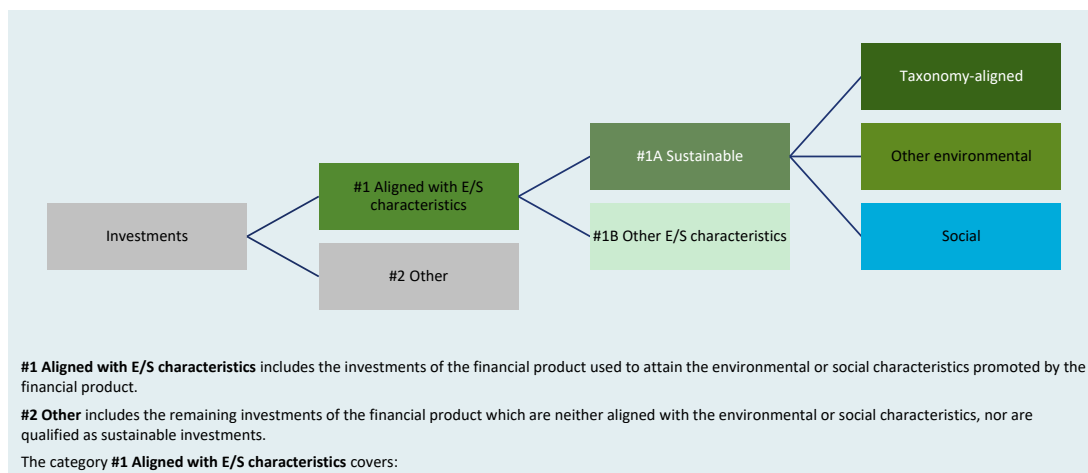 Taxonomy-aligned
#1A Sustainable
Other environmental
#1 Aligned with E/S
characteristics
Investments
#1B Other E/S characteristics
Social
#2 Other
#1 Aligned with E/S characteristics includes the investments of the financial product used to attain the environmental or social characteristics promoted by the
financial product.
#2 Other includes the remaining investments of the financial product which are neither aligned with the environmental or social characteristics, nor are
qualified as sustainable investments.
The category #1 Aligned with E/S characteristics covers: